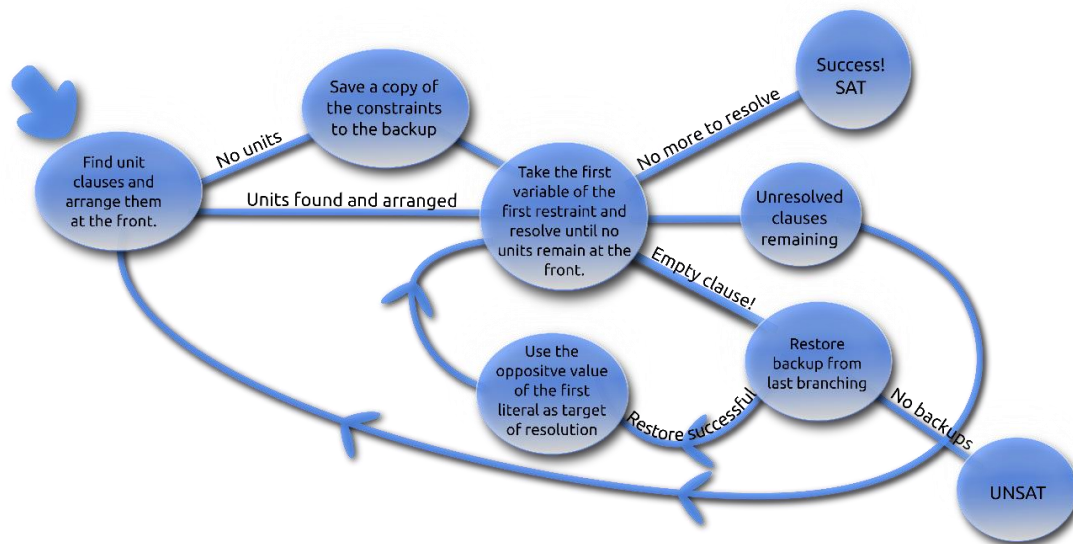 Success!
SAT
Save a copy
of the
constraints
to the backup
No more to resolve
No units
Find unit
clauses and
arrange them
at the front.
Units found and arranged
Take the first
variable of the
first restraint and
resolve until no
units remain at the
front.
Unresolved
clauses
remaining
Empty clause!
Restore
backup from
last branching
Use the
oppositve value
of the first
literal as target
of resolution
Restore successful
No backups
UNSAT